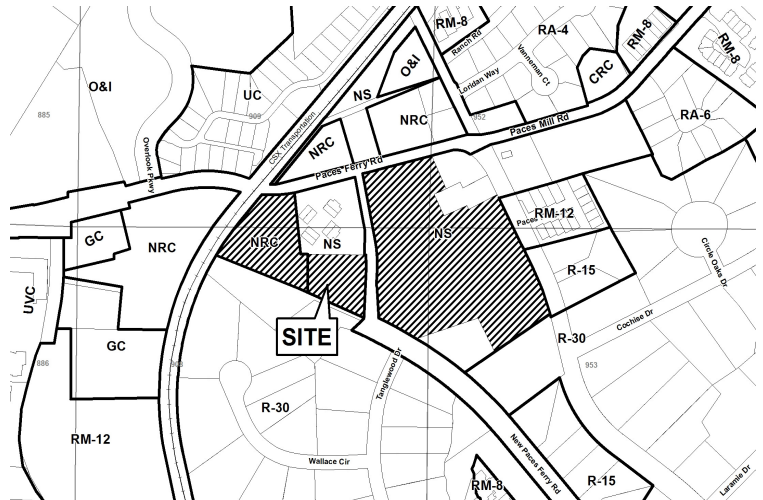 RM-8
RA-4
RM-8
RM-8
Ranch Rd
Vanneman Ct
O&I
O&I
Loridan Way
CRC
UC
NS
885
909
952
NRC
RA-6
CSX Transportation
Paces Mill Rd
NRC
Overlook Pkwy
Paces Ferry Rd
Paces
RM-12
GC
NRC
NRC
NS
NS
Circle Oaks Dr
R-15
UVC
SITE
Cochise Dr
R-30
GC
886
953
Tanglewood Dr
R-30
RM-12
New Paces Ferry Rd
Wallace Cir
RM-8
R-15
Laramie Dr